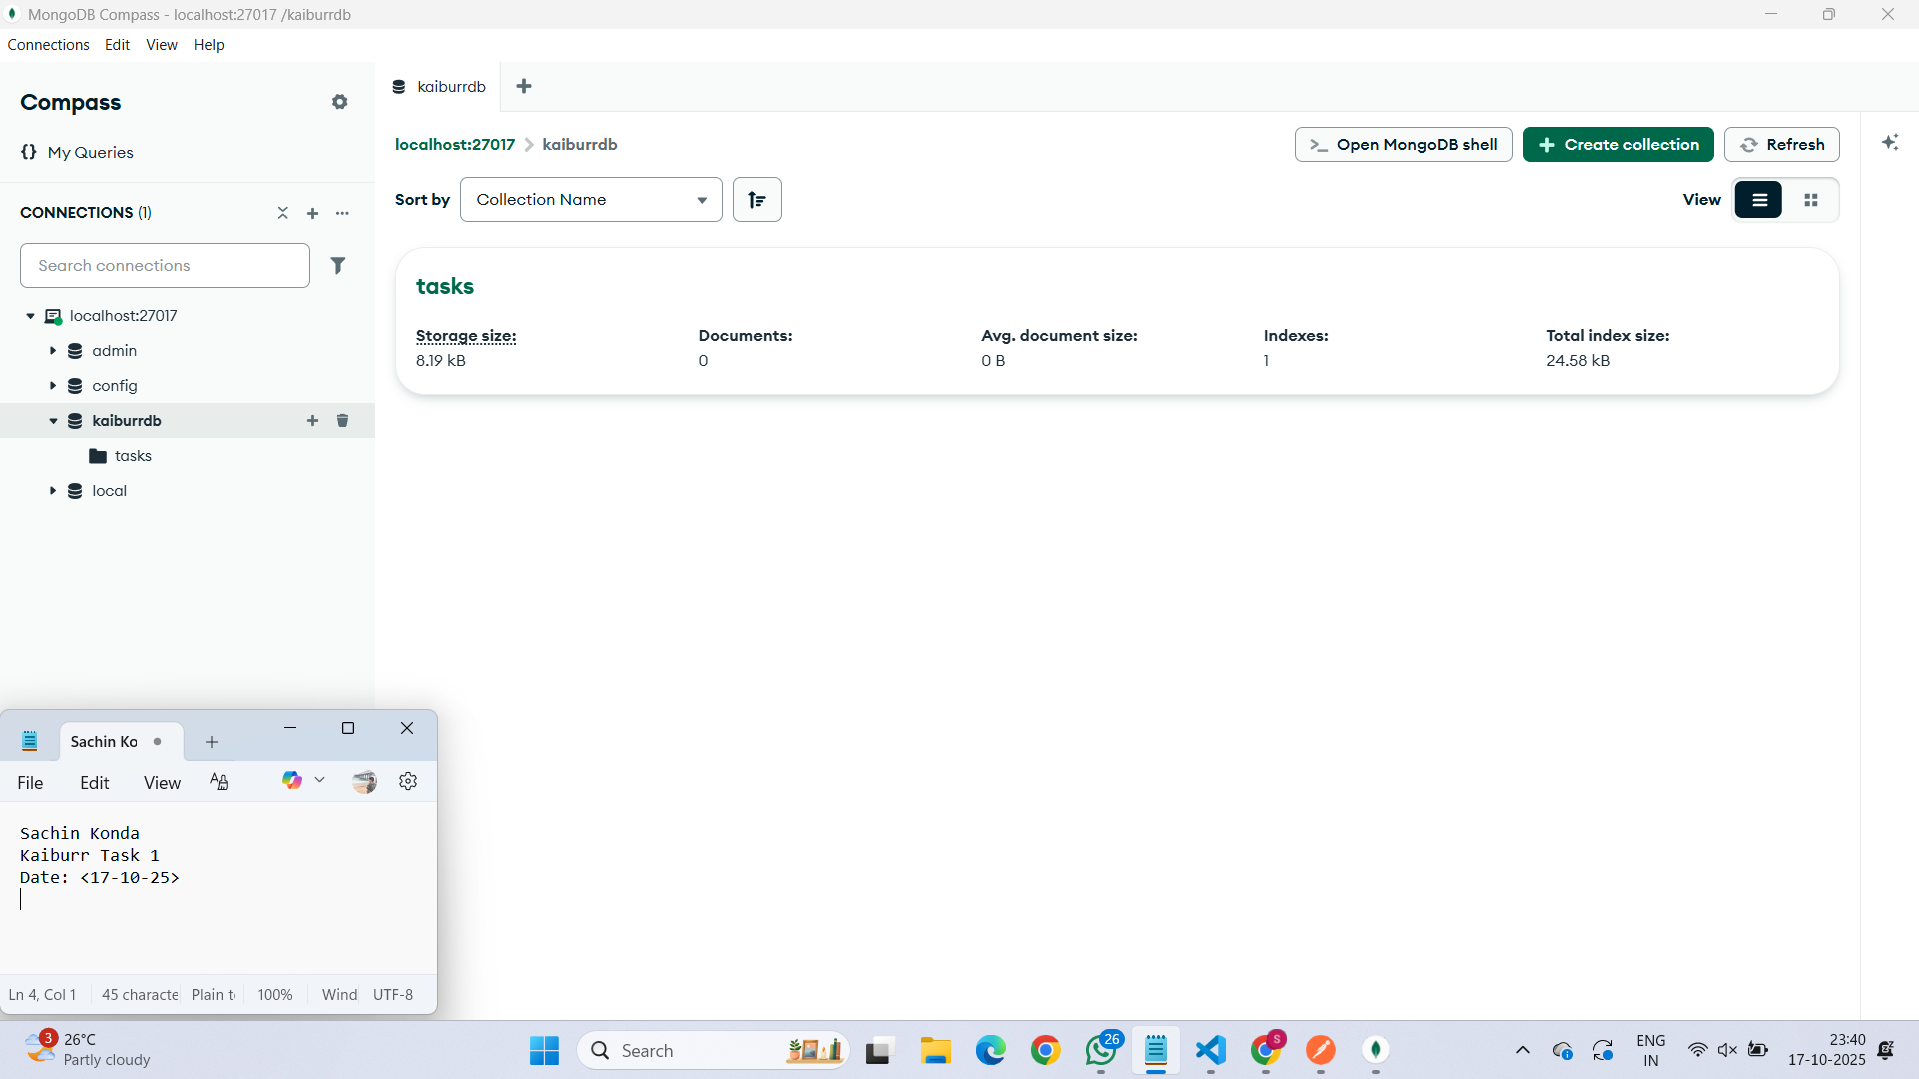 MongoDB Compass - localhost:27017 /kaiburrdb
Connections Edit View Help
Compass
{} My Queries
CONNECTIONS (1)
Search connections
localhost:27017
admin
config
kaiburrdb
tasks
local
kaiburrdb
localhost:27017 kaiburrdb
>_ Open MongoDB shell
Create collection
Refresh
Sort by Collection Name
View
tasks
Storage size: Documents: Avg. document size: Indexes: Total index size:
8.19 kB 0 0 B 1 24.58 kB
Sachin Ko
File Edit View
Sachin Konda
Kaiburr Task 1
Date: <17-10-25>
Ln 4, Col 1 45 characte Plain t 100% Wind UTF-8
3
26°C
Partly cloudy
Search
26
S
ENG
IN
23:40
17-10-2025